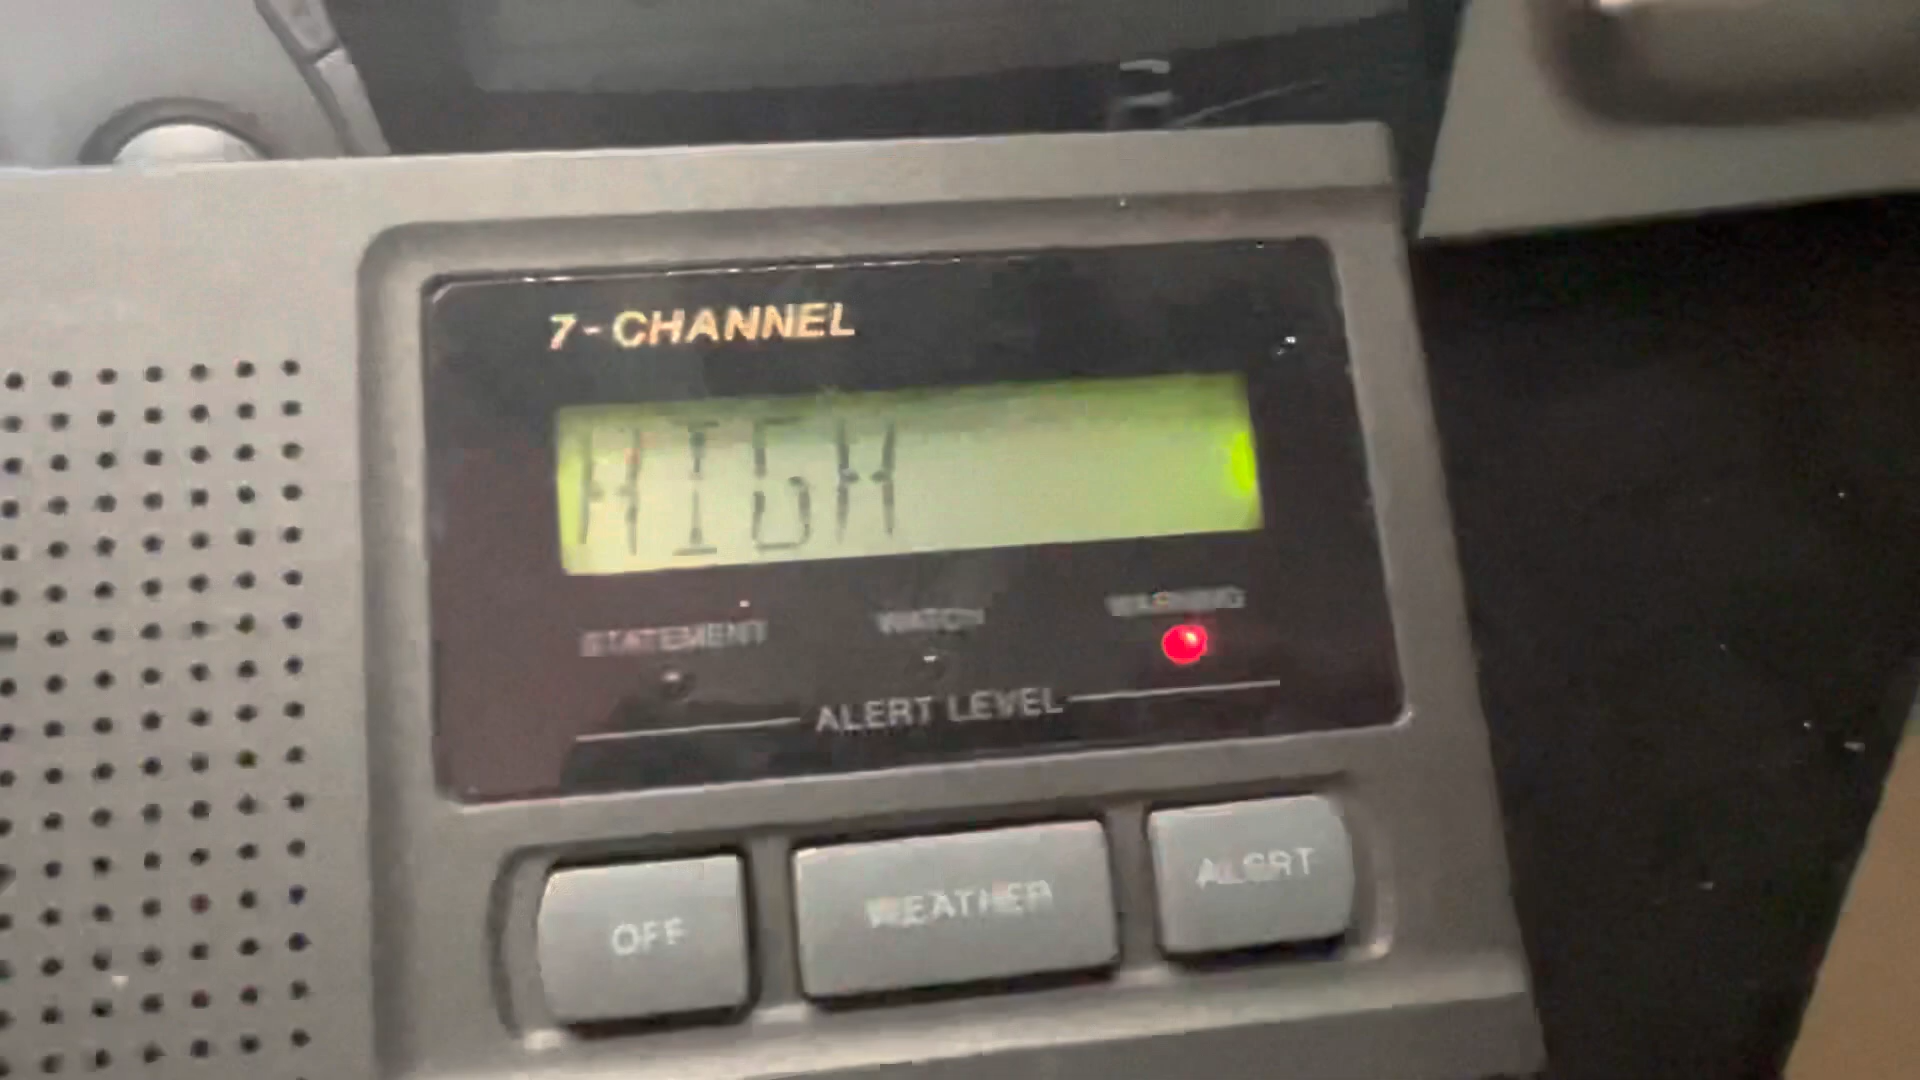 7-CHANNEL
HIGH
STATEMENT WATCH WARNING
ALERT LEVEL
OFF WEATHER ALERT